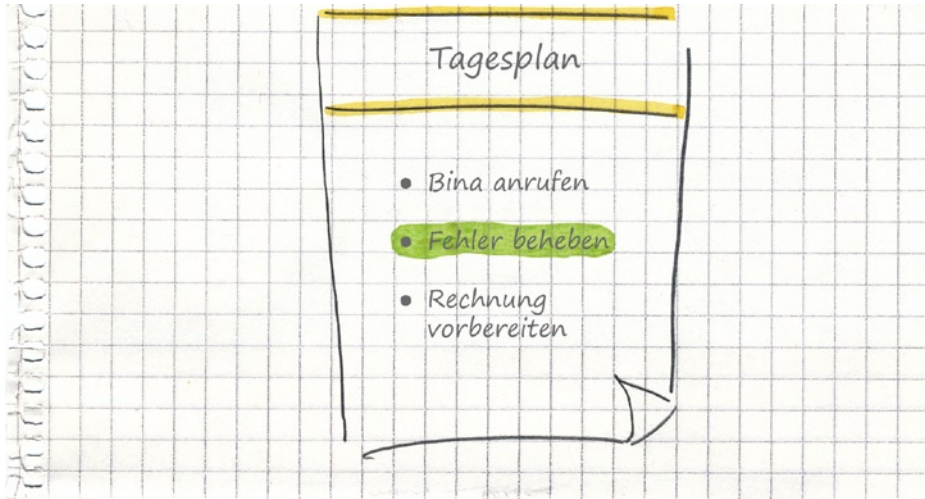 Tagesplan
• Bina anrufen
• Fehler beheben
• Rechnung
vorbereiten